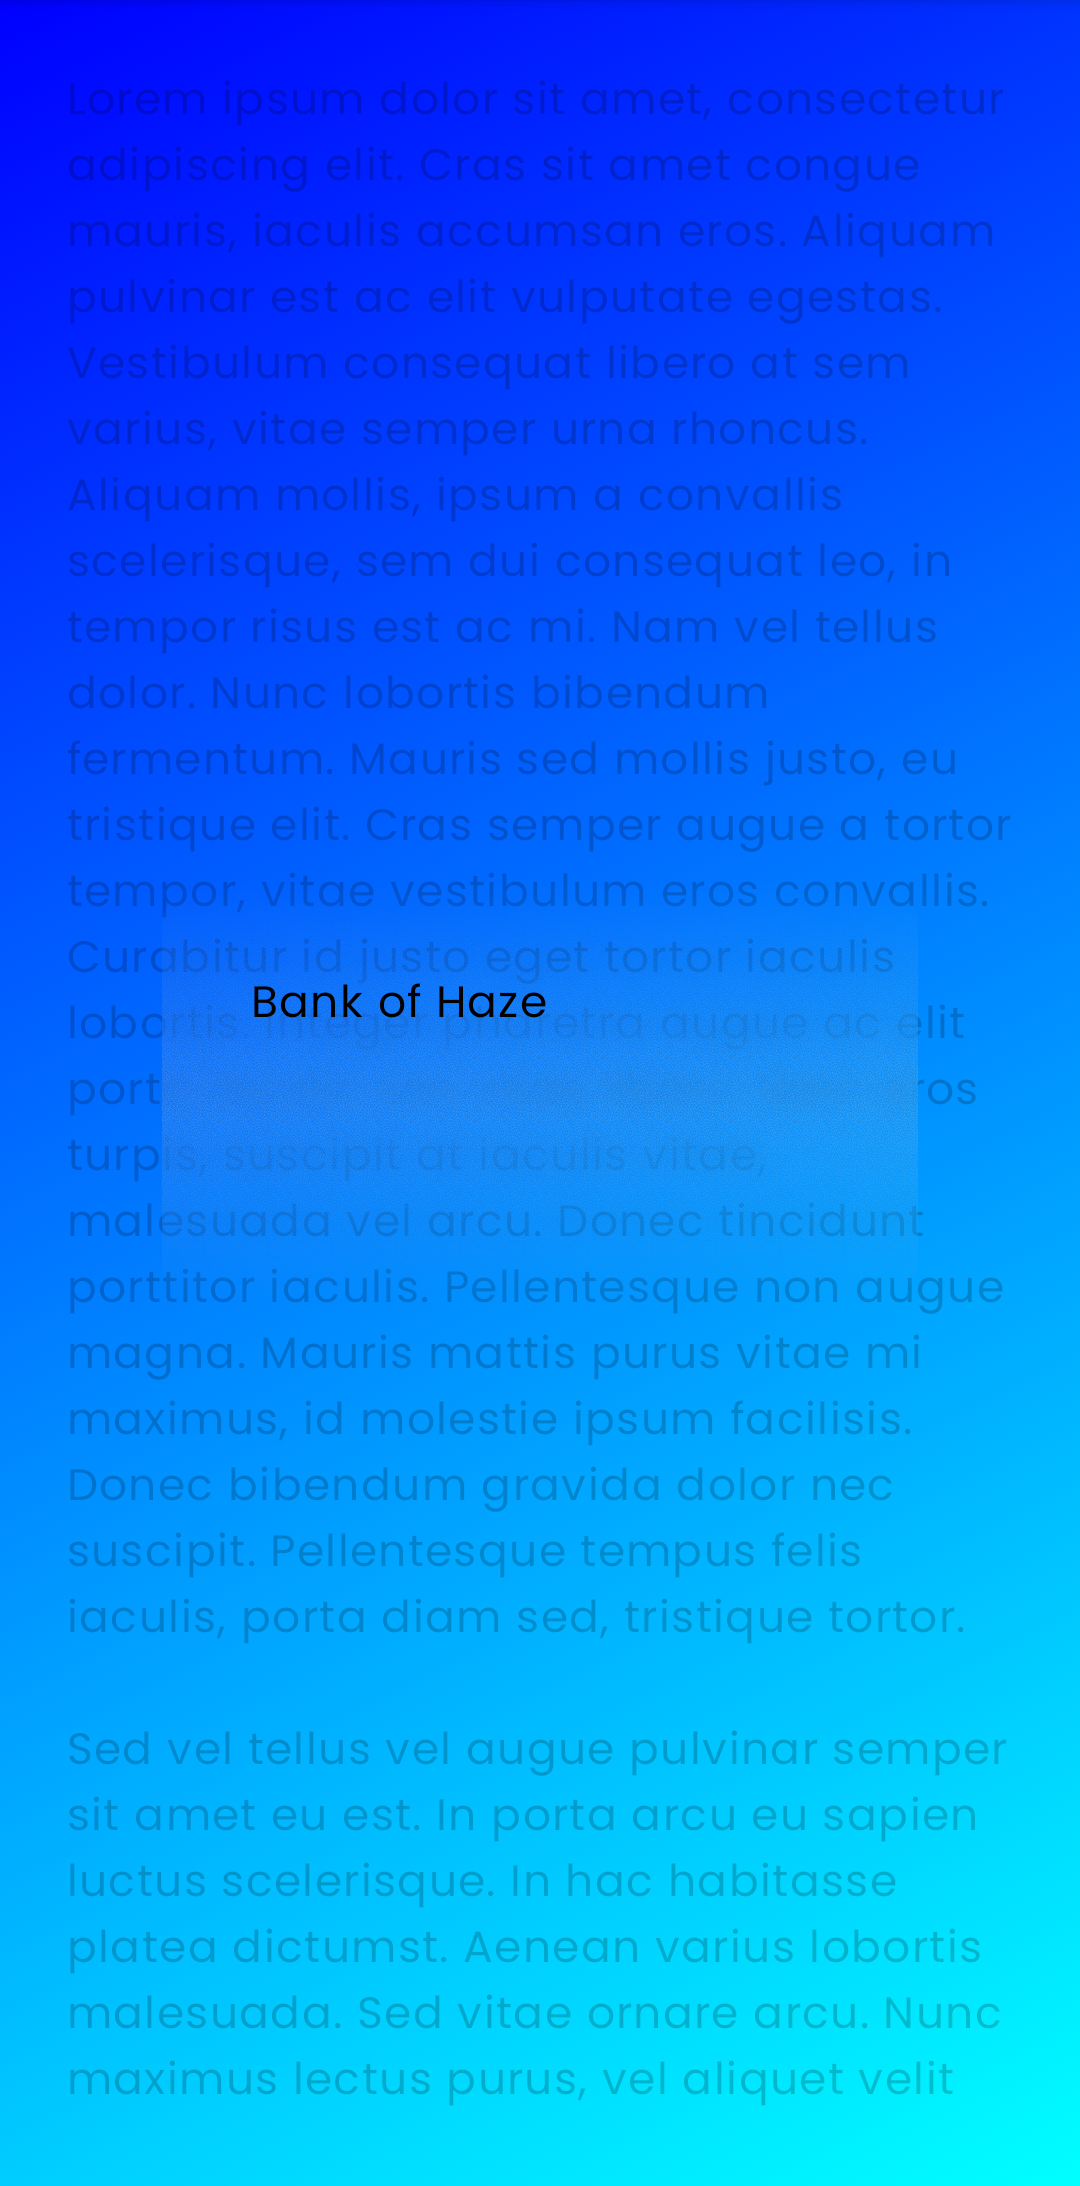 Lorem ipsum dolor sit amet, consectetur
adipiscing elit. Cras sit amet congue
mauris, iaculis accumsan eros. Aliquam
pulvinar est ac elit vulputate egestas.
Vestibulum consequat libero at sem
varius, vitae semper urna rhoncus.
Aliquam mollis, ipsum a convallis
scelerisque, sem dui consequat leo, in
tempor risus est ac mi. Nam vel tellus
dolor. Nunc lobortis bibendum
fermentum. Mauris sed mollis justo, eu
tristique elit. Cras semper augue a tortor
tempor, vitae vestibulum eros convallis.
Curabitur id justo eget tortor iaculis
Bank of Haze
lobortis. Integer pharetra augue ac elit
port ros
turpis, suscipit at iaculis vitae,
malesuada vel arcu. Donec tincidunt
porttitor iaculis. Pellentesque non augue
magna. Mauris mattis purus vitae mi
maximus, id molestie ipsum facilisis.
Donec bibendum gravida dolor nec
suscipit. Pellentesque tempus felis
iaculis, porta diam sed, tristique tortor.
Sed vel tellus vel augue pulvinar semper
sit amet eu est. In porta arcu eu sapien
luctus scelerisque. In hac habitasse
platea dictumst. Aenean varius lobortis
malesuada. Sed vitae ornare arcu. Nunc
maximus lectus purus, vel aliquet velit